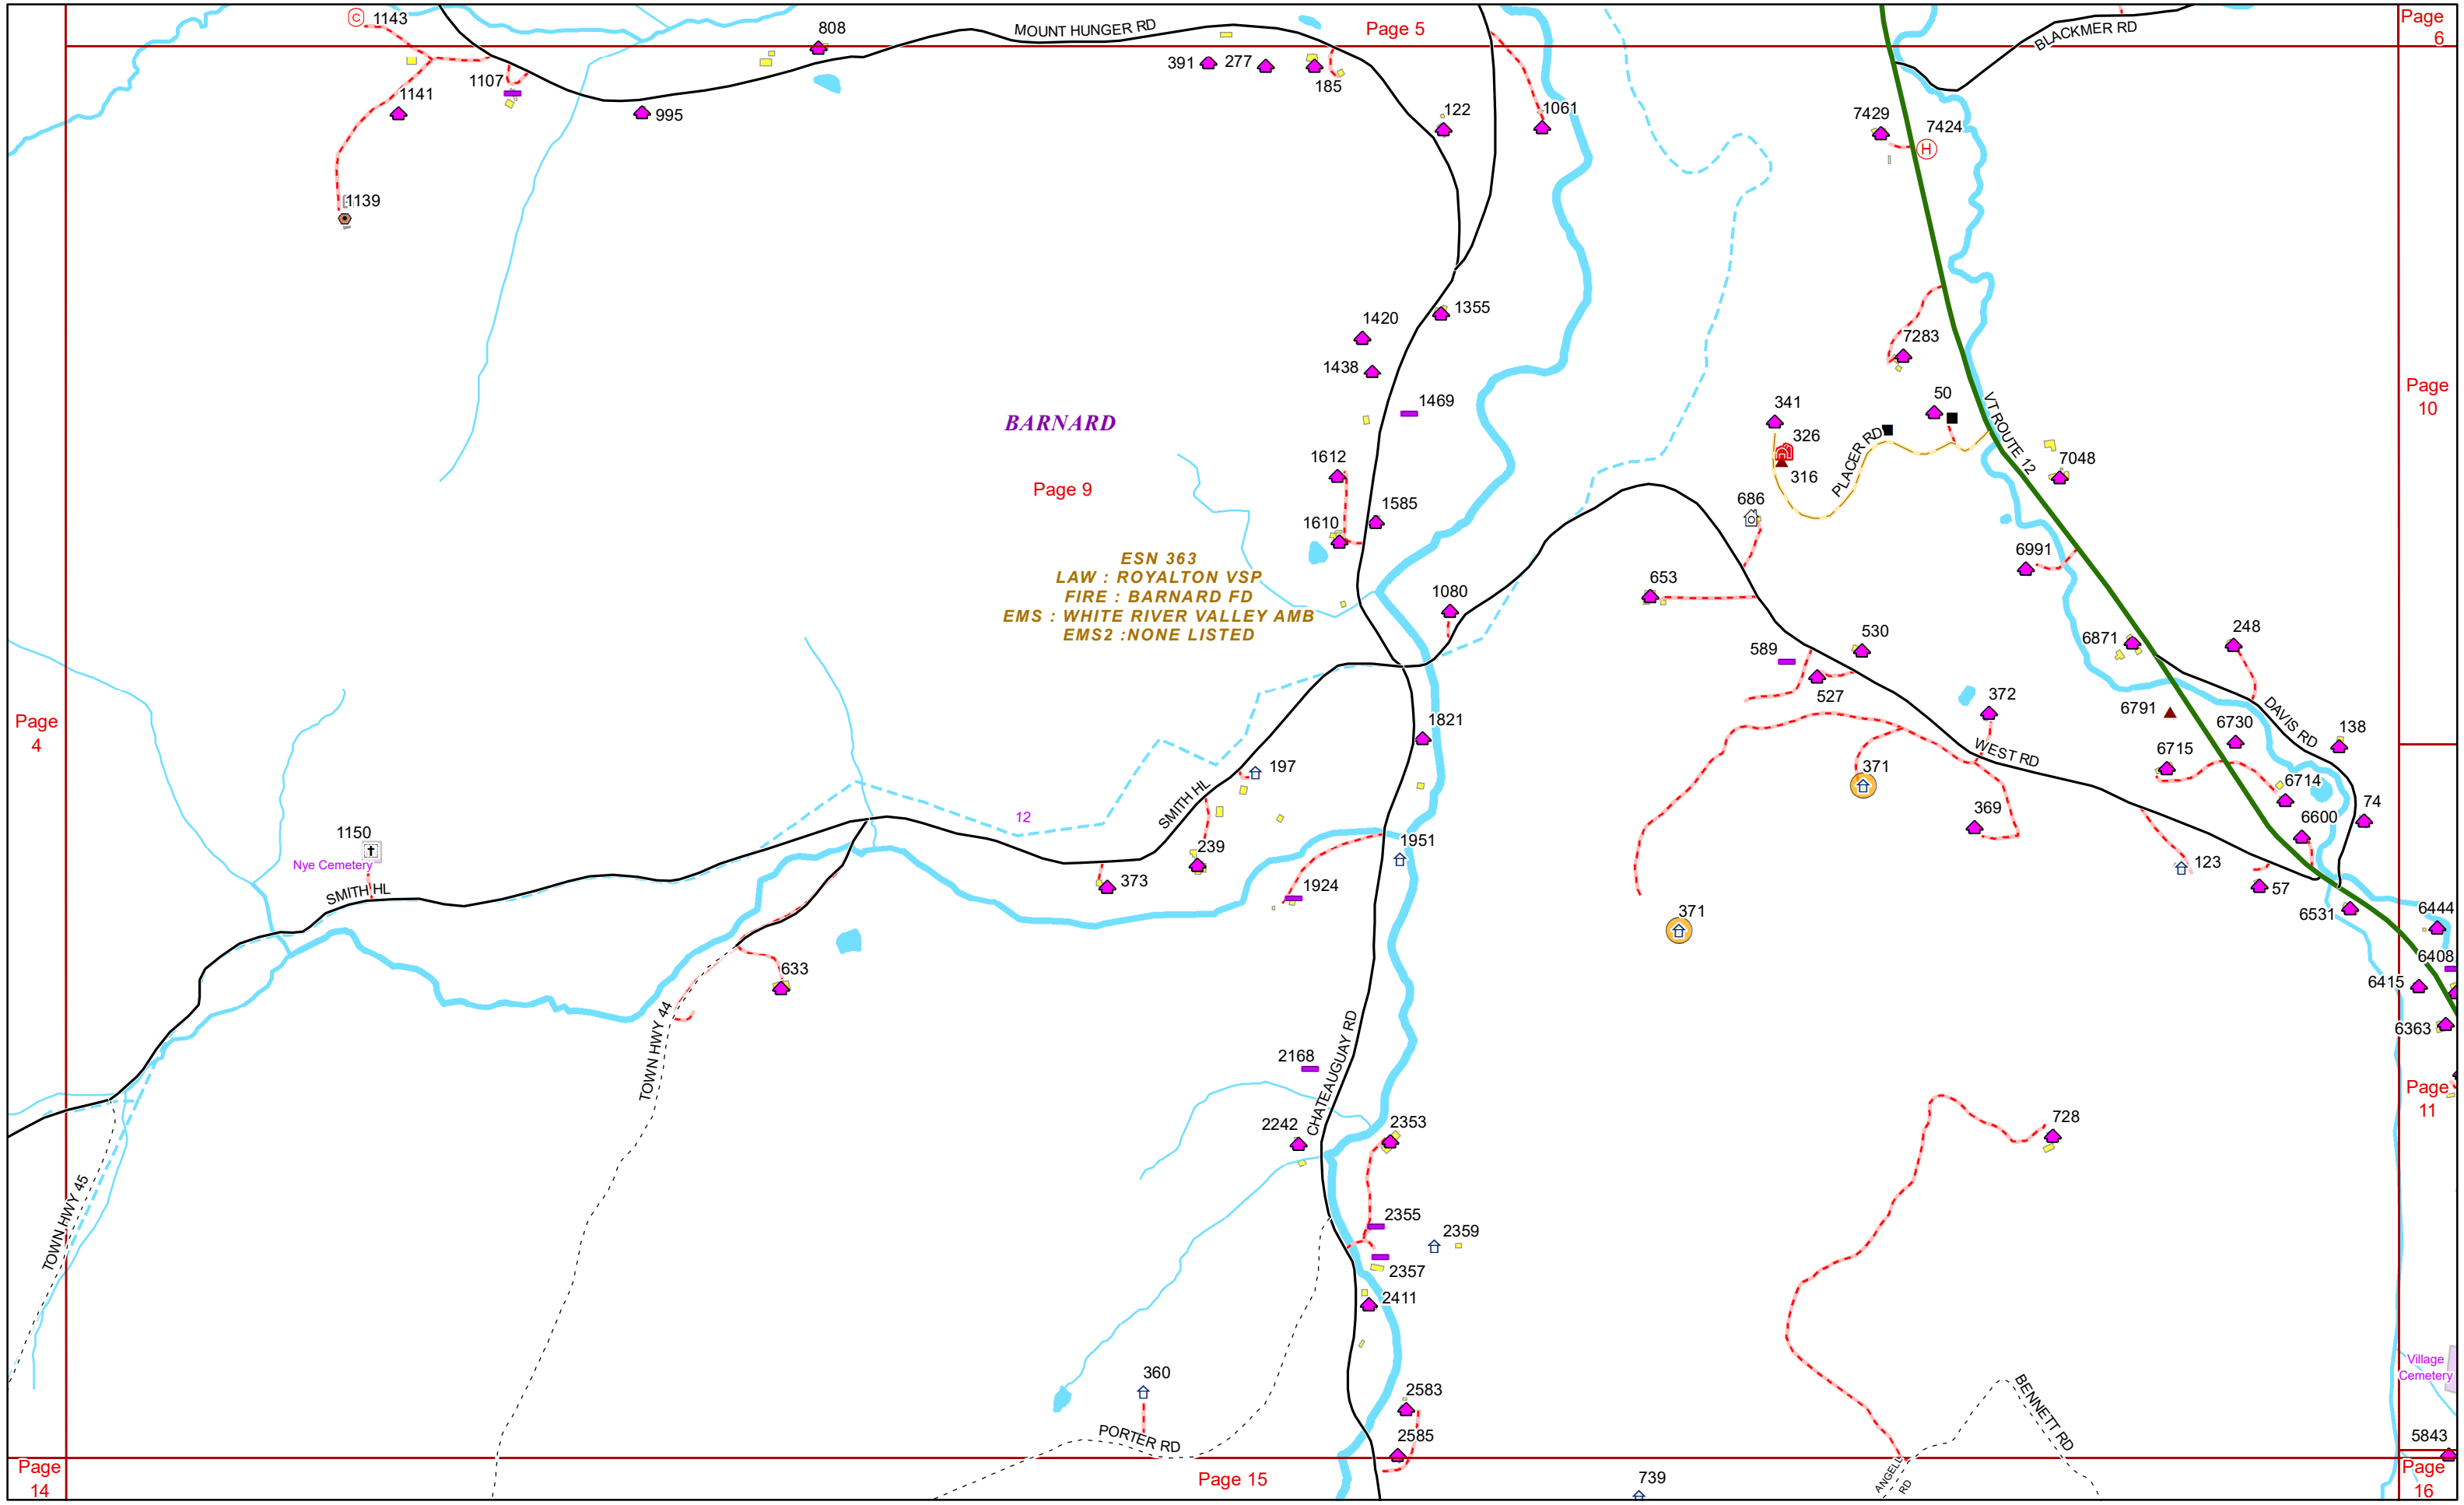 C 1143
808
MOUNT HUNGER RD
Page 5
BLACKMER RD
Page
6
1107
1141
995
391
277
185
122
1061
7429
7424
H
1139
1355
1420
1438
7283
Page
10
BARNARD
1469
341
50
VT ROUTE 12
326
PLACER RD
316
7048
1612
Page 9
1585
1610
686
6991
ESN 363
LAW : ROYALTON VSP
FIRE : BARNARD FD
EMS : WHITE RIVER VALLEY AMB
EMS2 :NONE LISTED
1080
653
530
589
527
6871
248
372
6791
6730
DAVIS RD
138
Page
4
1821
WEST RD
6715
197
371
6714
SMITH HL
369
74
12
6600
1150
Nye Cemetery
239
1951
123
373
1924
57
SMITH HL
371
6531
6444
633
6408
6415
TOWN HWY 44
CHATEAUGUAY RD
6363
2168
Page
11
2242
2353
728
TOWN HWY 45
2355
2359
2357
2411
Village
Cemetery
360
2583
BENNETT RD
PORTER RD
2585
5843
Page
14
Page 15
739
ANGELL
RD
Page
16